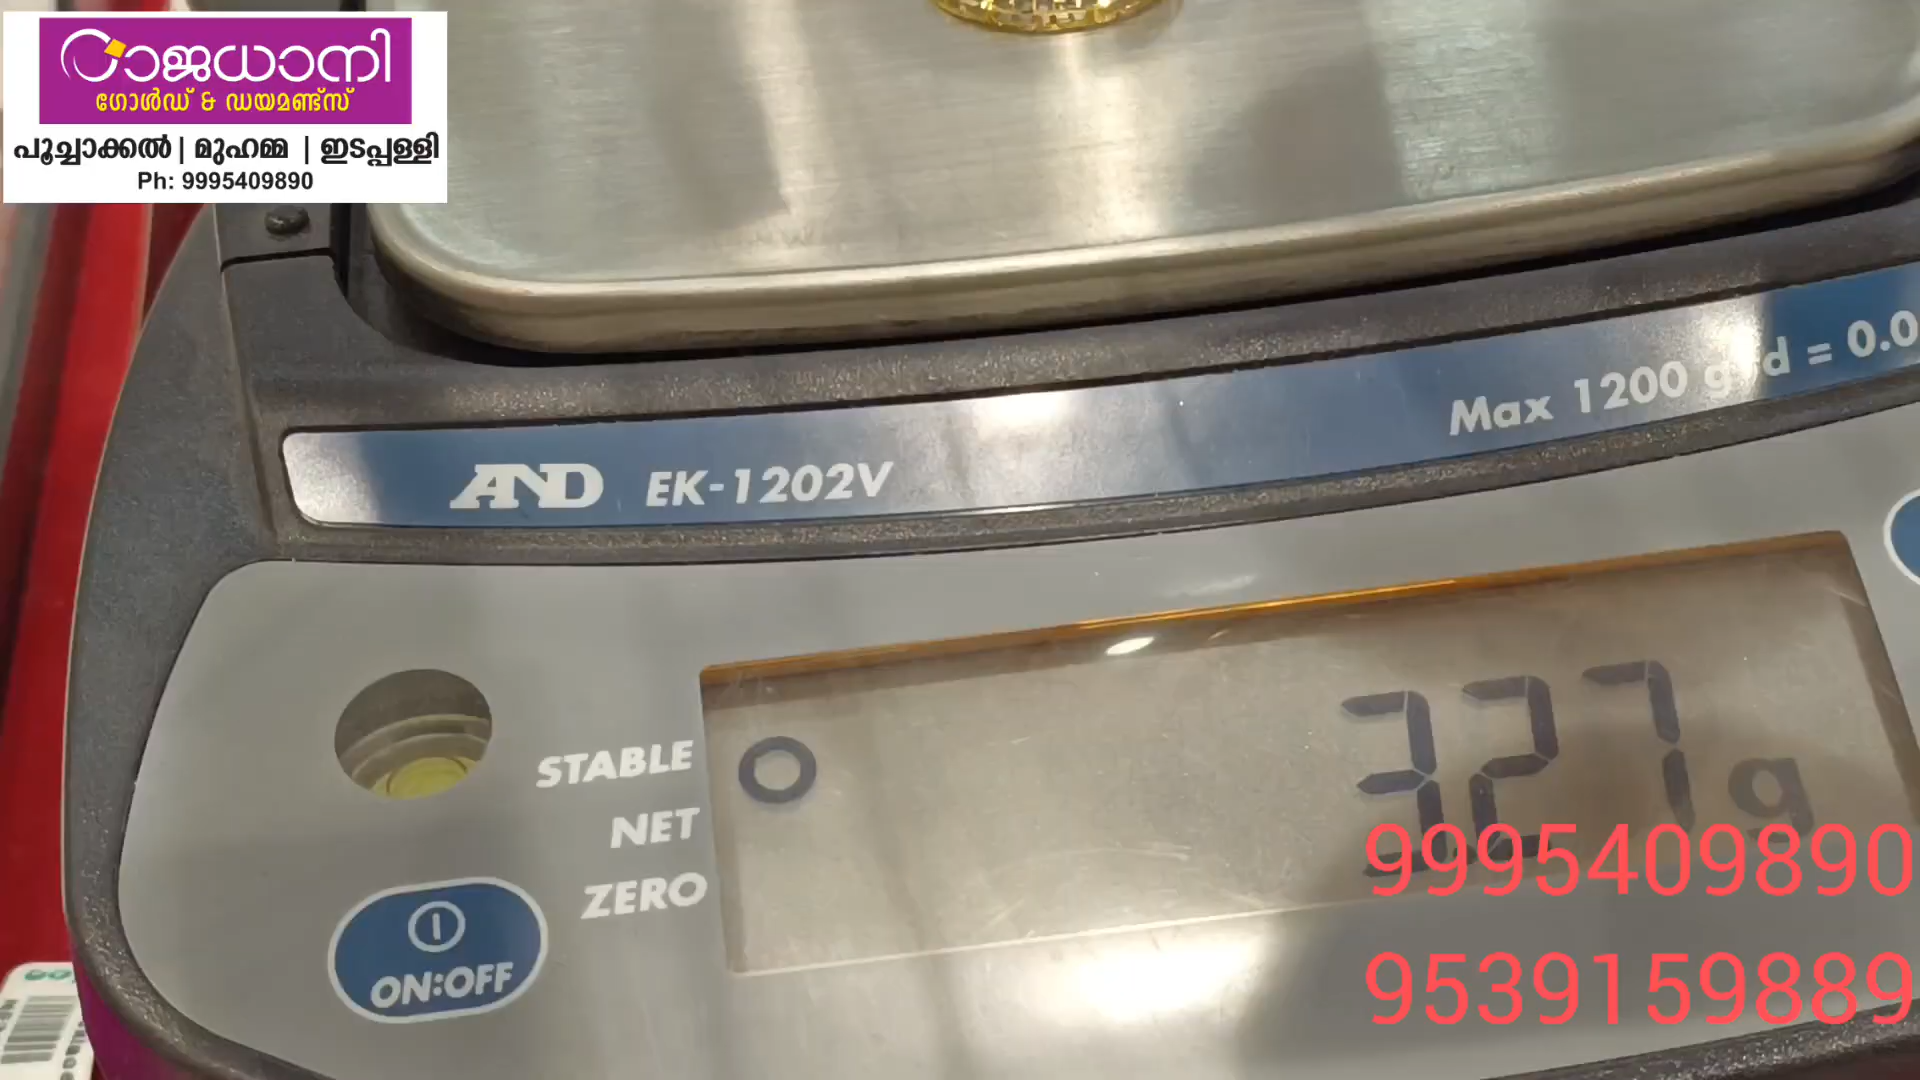 രാജധാനി
ഗോൾഡ് & ഡയമണ്ട്സ്
പൂച്ചാക്കൽ | മുഹമ്മ | ഇടപ്പള്ളി
Ph: 9995409890
Max 1200 g d = 0.0
AND EK-1202V
STABLE
NET
ZERO
3.27 g
ON:OFF
9995409890
9539159889